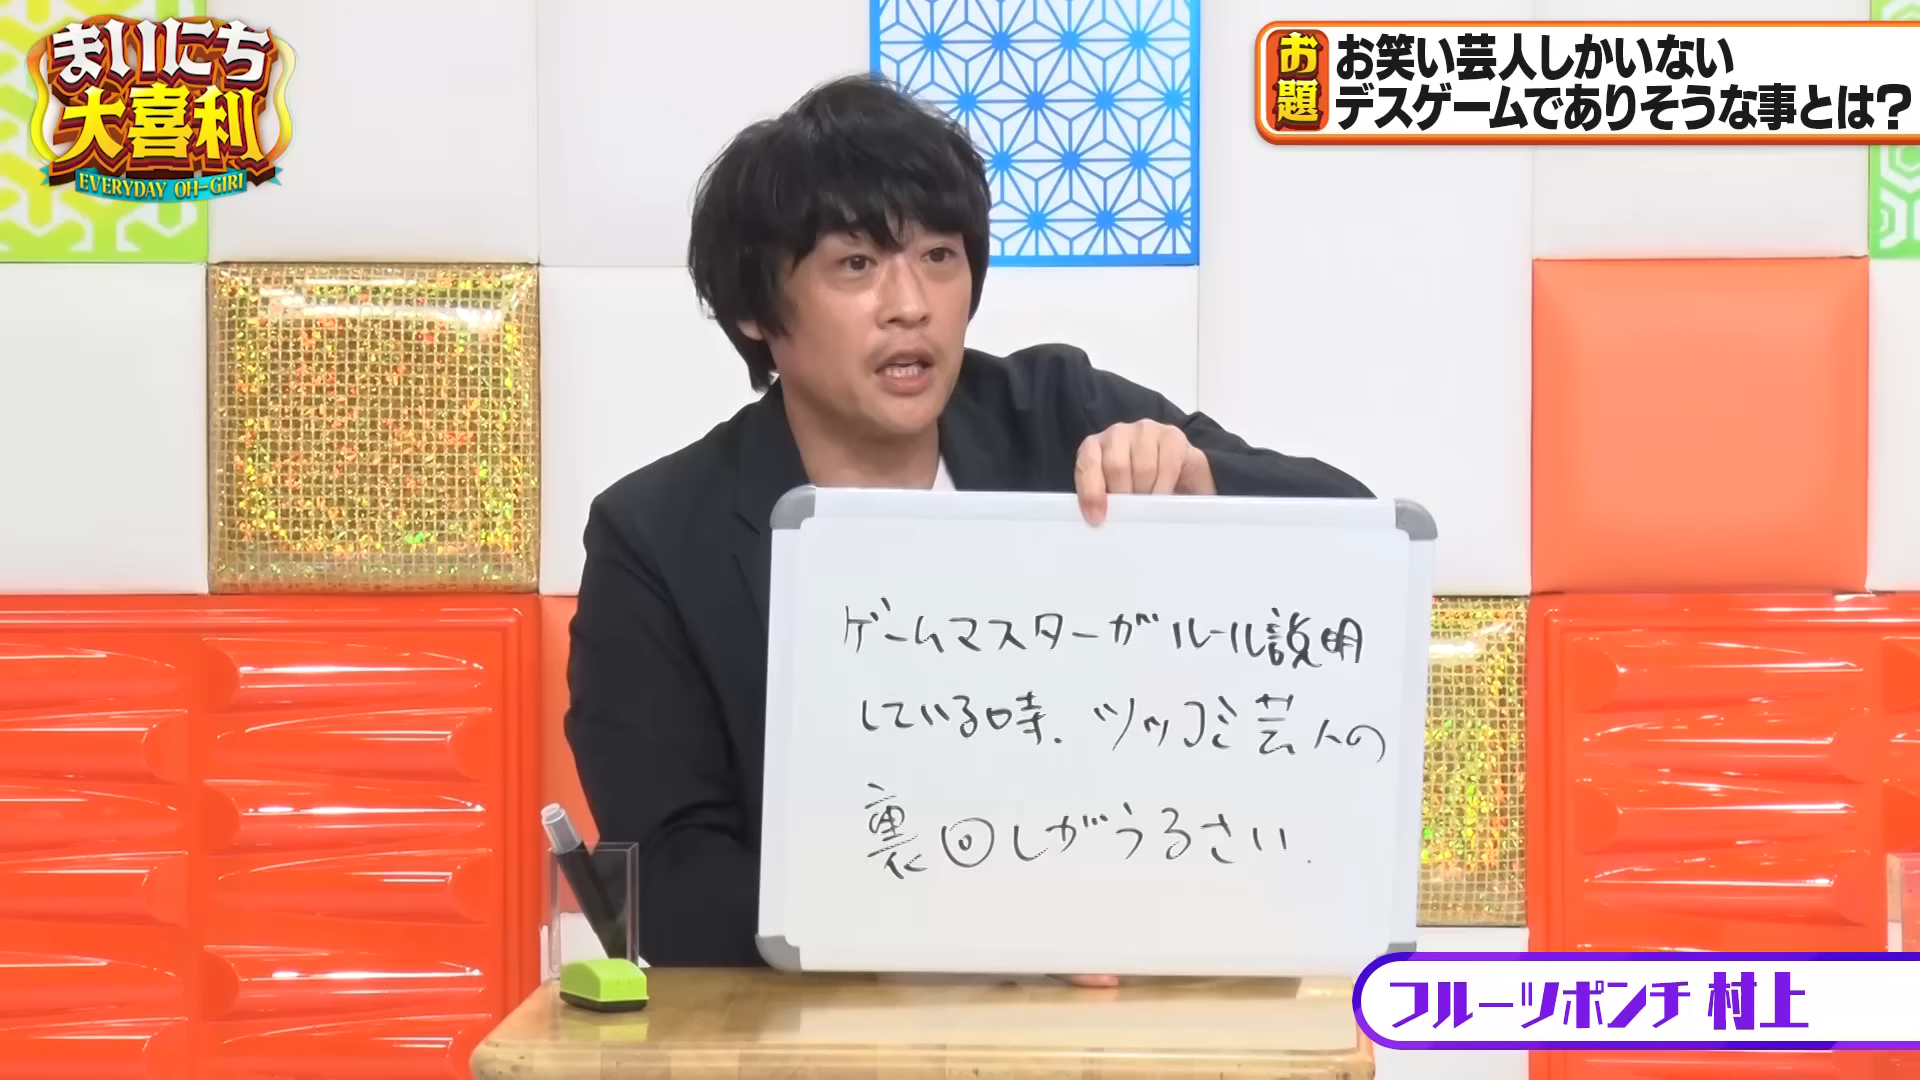 まいにち
大喜利
EVERYDAY OH-GIRI
お題
お笑い芸人しかいない
デスゲームでありそうな事とは?
ゲームマスターがルール説明
している時、ツッコミ芸人の
裏回しがうるさい.
フルーツポンチ 村上